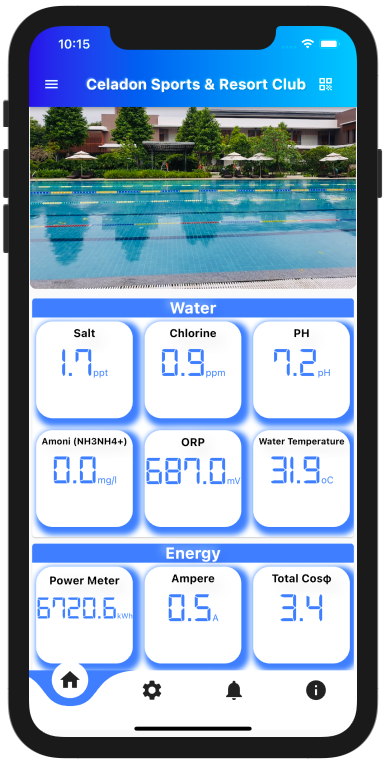 10:15
Celadon Sports & Resort Club
Water
Salt Chlorine PH
1.7ppt 0.9ppm 7.2pH
Amoni (NH3NH4+) ORP Water Temperature
0.0mg/l 687.0mV 31.9oC
Energy
Power Meter Ampere Total Cosф
6720.6kWh 0.5A 3.4